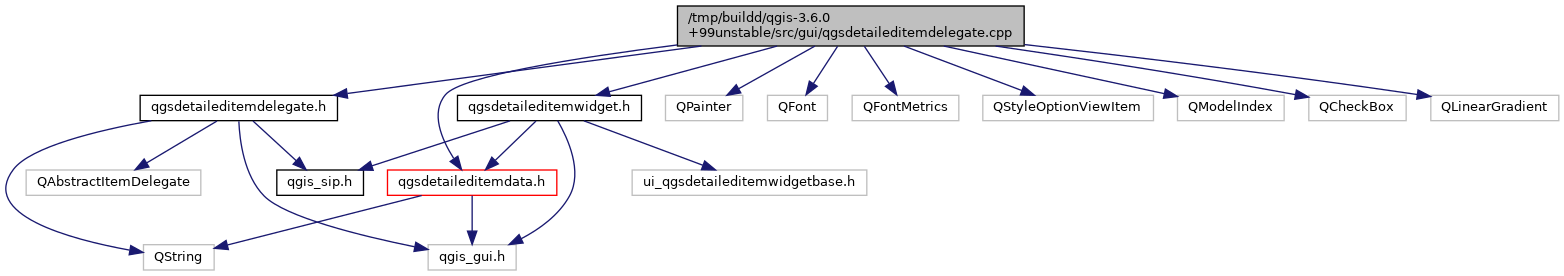 /tmp/buildd/qgis-3.6.0
+99unstable/src/gui/qgsdetaileditemdelegate.cpp
qgsdetaileditemdelegate.h
qgsdetaileditemwidget.h
QPainter
QFont
QFontMetrics
QStyleOptionViewItem
QModelIndex
QCheckBox
QLinearGradient
QAbstractItemDelegate
qgis_sip.h
qgsdetaileditemdata.h
ui_qgsdetaileditemwidgetbase.h
QString
qgis_gui.h